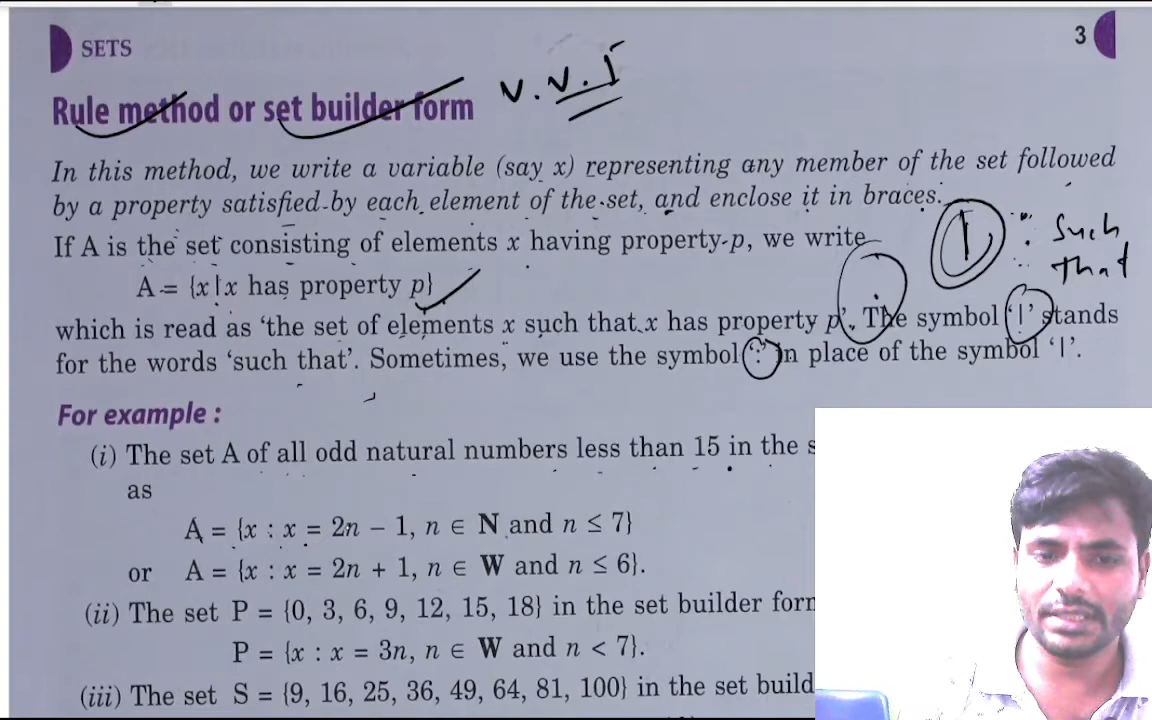 SETS 3
Rule method or set builder form V.V.I
In this method, we write a variable (say x) representing any member of the set followed
by a property satisfied by each element of the set, and enclose it in braces.
If A is the set consisting of elements x having property p, we write | : such
that
A = {x | x has property p}
which is read as 'the set of elements x such that x has property p'. The symbol '|' stands
for the words 'such that'. Sometimes, we use the symbol ':' in place of the symbol '|'.
For example :
(i) The set A of all odd natural numbers less than 15 in the s
as
A = {x : x = 2n − 1, n ∈ N and n ≤ 7}
or A = {x : x = 2n + 1, n ∈ W and n ≤ 6}.
(ii) The set P = {0, 3, 6, 9, 12, 15, 18} in the set builder form
P = {x : x = 3n, n ∈ W and n < 7}.
(iii) The set S = {9, 16, 25, 36, 49, 64, 81, 100} in the set build